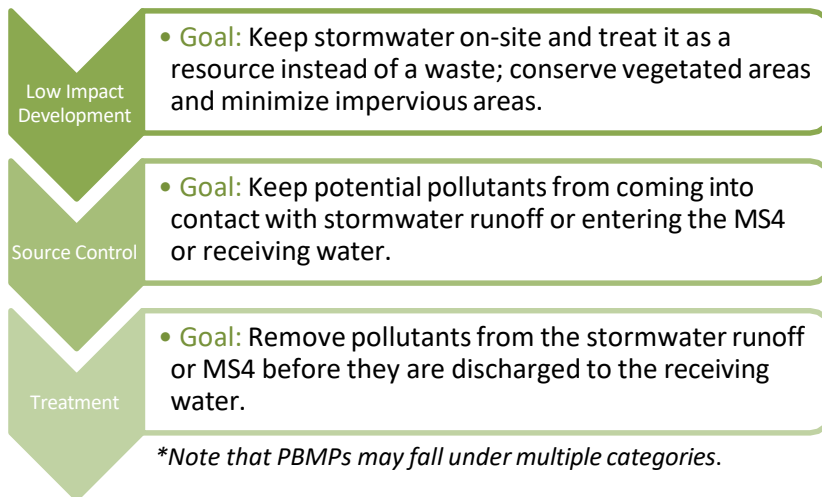 Low Impact
Development
• Goal: Keep stormwater on-site and treat it as a
resource instead of a waste; conserve vegetated areas
and minimize impervious areas.
Source Control
• Goal: Keep potential pollutants from coming into
contact with stormwater runoff or entering the MS4
or receiving water.
Treatment
• Goal: Remove pollutants from the stormwater runoff
or MS4 before they are discharged to the receiving
water.
*Note that PBMPs may fall under multiple categories.